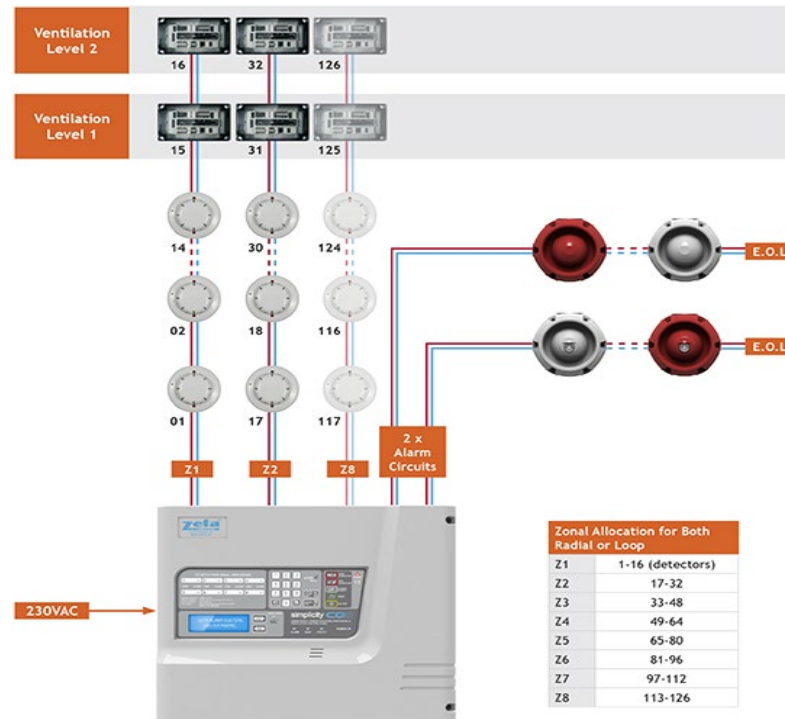 Ventilation
Level 2
16
32
126
Ventilation
Level 1
15
31
125
14
30
124
02
18
116
01
17
117
E.O.L
E.O.L
Z1
Z2
Z8
2 x
Alarm
Circuits
zeta
230VAC
simplicity CO
Zonal Allocation for Both
Radial or Loop
Z1 1-16 (detectors)
Z2 17-32
Z3 33-48
Z4 49-64
Z5 65-80
Z6 81-96
Z7 97-112
Z8 113-126